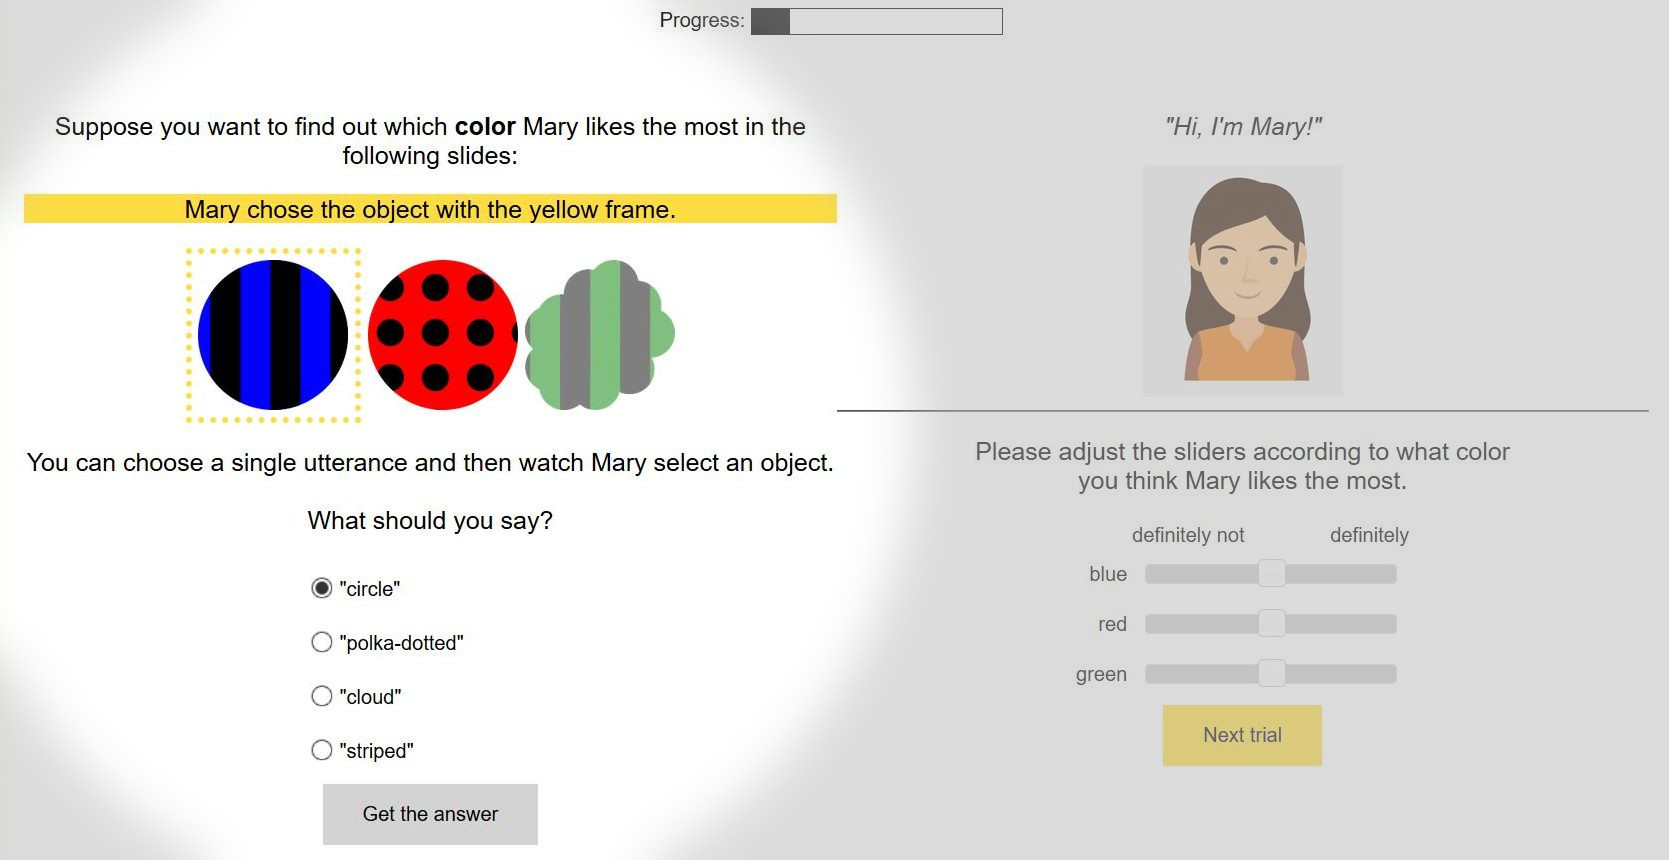 Progress:
Suppose you want to find out which color Mary likes the most in the
following slides:
Mary chose the object with the yellow frame.
You can choose a single utterance and then watch Mary select an object.
What should you say?
"circle"
"polka-dotted"
"cloud"
"striped"
Get the answer
"Hi, I'm Mary!"
Please adjust the sliders according to what color
you think Mary likes the most.
definitely not definitely
blue
red
green
Next trial